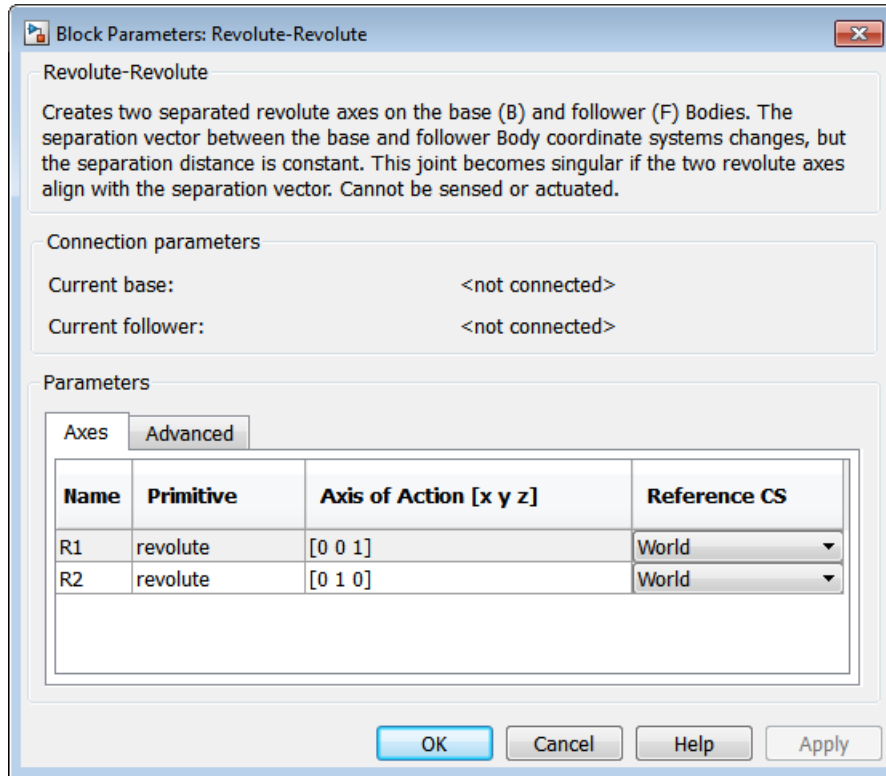 Block Parameters: Revolute-Revolute
Revolute-Revolute
Creates two separated revolute axes on the base (B) and follower (F) Bodies. The
separation vector between the base and follower Body coordinate systems changes, but
the separation distance is constant. This joint becomes singular if the two revolute axes
align with the separation vector. Cannot be sensed or actuated.
Connection parameters
Current base: <not connected>
Current follower: <not connected>
Parameters
Axes Advanced
Name Primitive Axis of Action [x y z] Reference CS
R1 revolute [0 0 1] World
R2 revolute [0 1 0] World
OK Cancel Help Apply